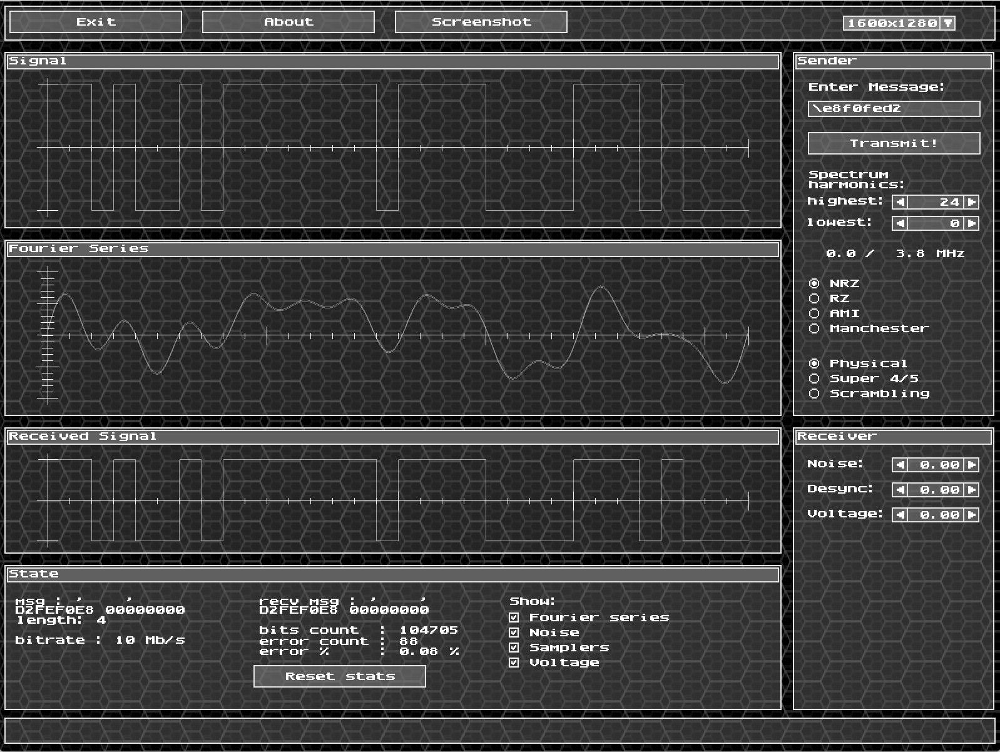 Exit About Screenshot 1600x1280
Signal
Sender
Enter Message:
\e8f0fed2
Transmit!
Spectrum
harmonics:
highest: 24
lowest: 0
0.0 / 3.8 MHz
NRZ
RZ
AMI
Manchester
Physical
Super 4/5
Scrambling
Fourier Series
Received Signal
Receiver
Noise: 0.00
Desync: 0.00
Voltage: 0.00
State
msg : ,    ,
D2FEF0E8 00000000
length: 4
bitrate : 10 Mb/s
recv msg : ,    ,
D2FEF0E8 00000000
bits count : 104705
error count : 88
error % : 0.08 %
Reset stats
Show:
Fourier series
Noise
Samplers
Voltage